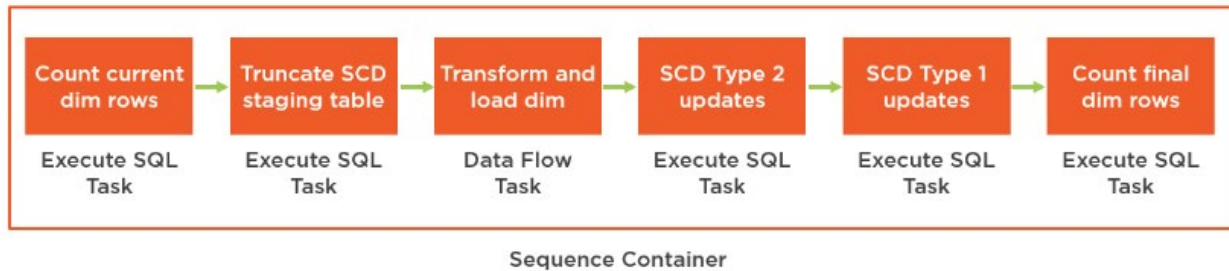 Count current
dim rows
Truncate SCD
staging table
Transform and
load dim
SCD Type 2
updates
SCD Type 1
updates
Count final
dim rows
Execute SQL
Task
Execute SQL
Task
Data Flow
Task
Execute SQL
Task
Execute SQL
Task
Execute SQL
Task
Sequence Container